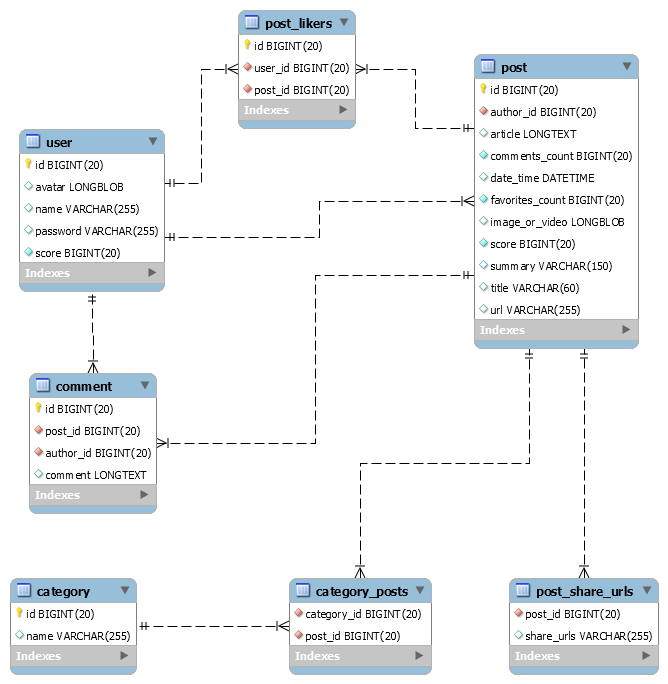 post_likers
id BIGINT(20)
user_id BIGINT(20)
post_id BIGINT(20)
Indexes
post
id BIGINT(20)
author_id BIGINT(20)
article LONGTEXT
comments_count BIGINT(20)
date_time DATETIME
favorites_count BIGINT(20)
image_or_video LONGBLOB
score BIGINT(20)
summary VARCHAR(150)
title VARCHAR(60)
url VARCHAR(255)
Indexes
user
id BIGINT(20)
avatar LONGBLOB
name VARCHAR(255)
password VARCHAR(255)
score BIGINT(20)
Indexes
comment
id BIGINT(20)
post_id BIGINT(20)
author_id BIGINT(20)
comment LONGTEXT
Indexes
category
id BIGINT(20)
name VARCHAR(255)
Indexes
category_posts
category_id BIGINT(20)
post_id BIGINT(20)
Indexes
post_share_urls
post_id BIGINT(20)
share_urls VARCHAR(255)
Indexes